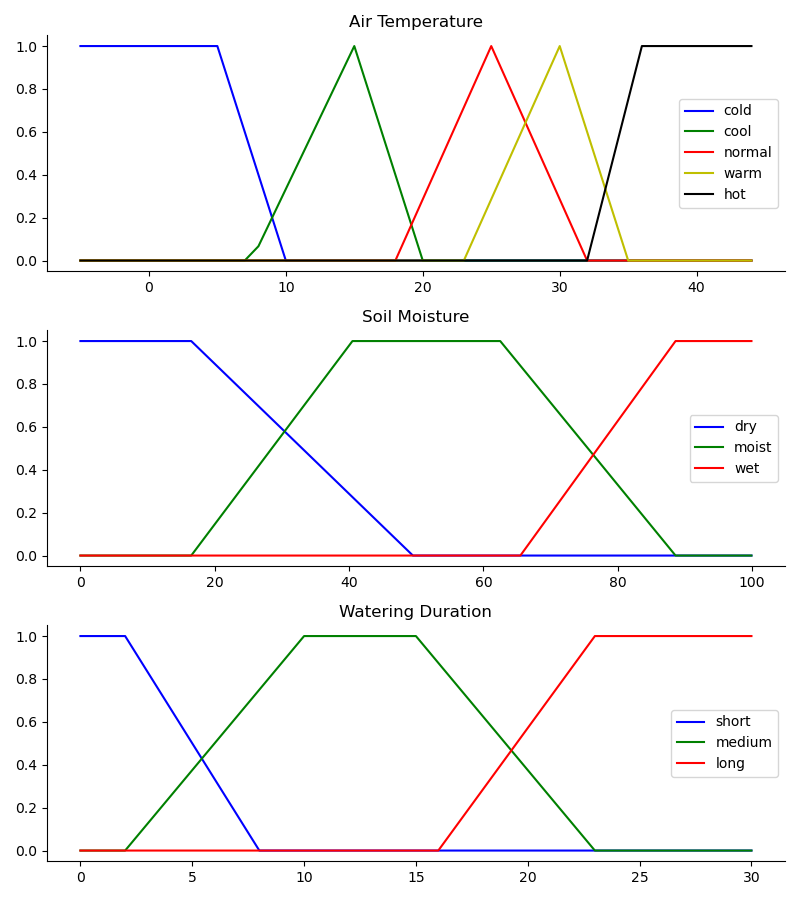 Air Temperature
1.0
0.8
0.6
0.4
0.2
0.0
cold
cool
normal
warm
hot
0 10 20 30 40
Soil Moisture
1.0
0.8
0.6
0.4
0.2
0.0
dry
moist
wet
0 20 40 60 80 100
Watering Duration
1.0
0.8
0.6
0.4
0.2
0.0
short
medium
long
0 5 10 15 20 25 30